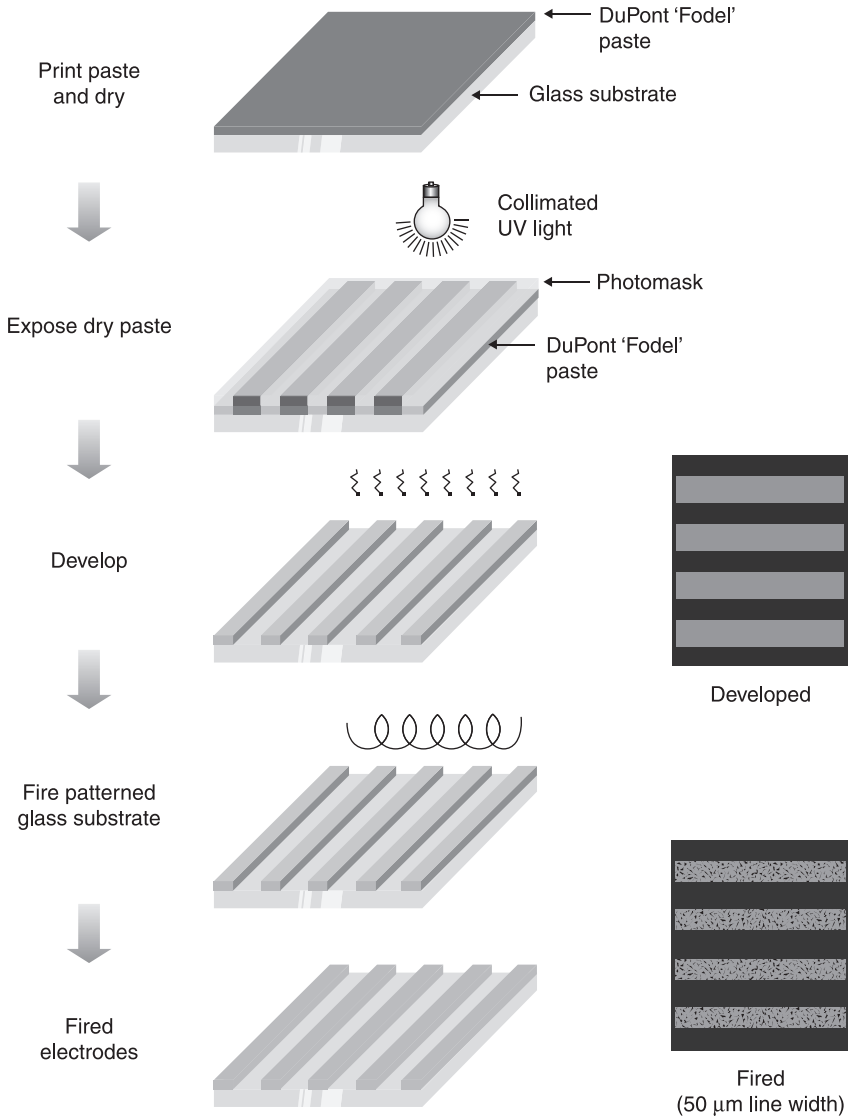 DuPont ‘Fodel’
paste
Print paste
and dry
Glass substrate
Collimated
UV light
Photomask
Expose dry paste
DuPont ‘Fodel’
paste
Develop
Developed
Fire patterned
glass substrate
Fired
electrodes
Fired
(50 μm line width)